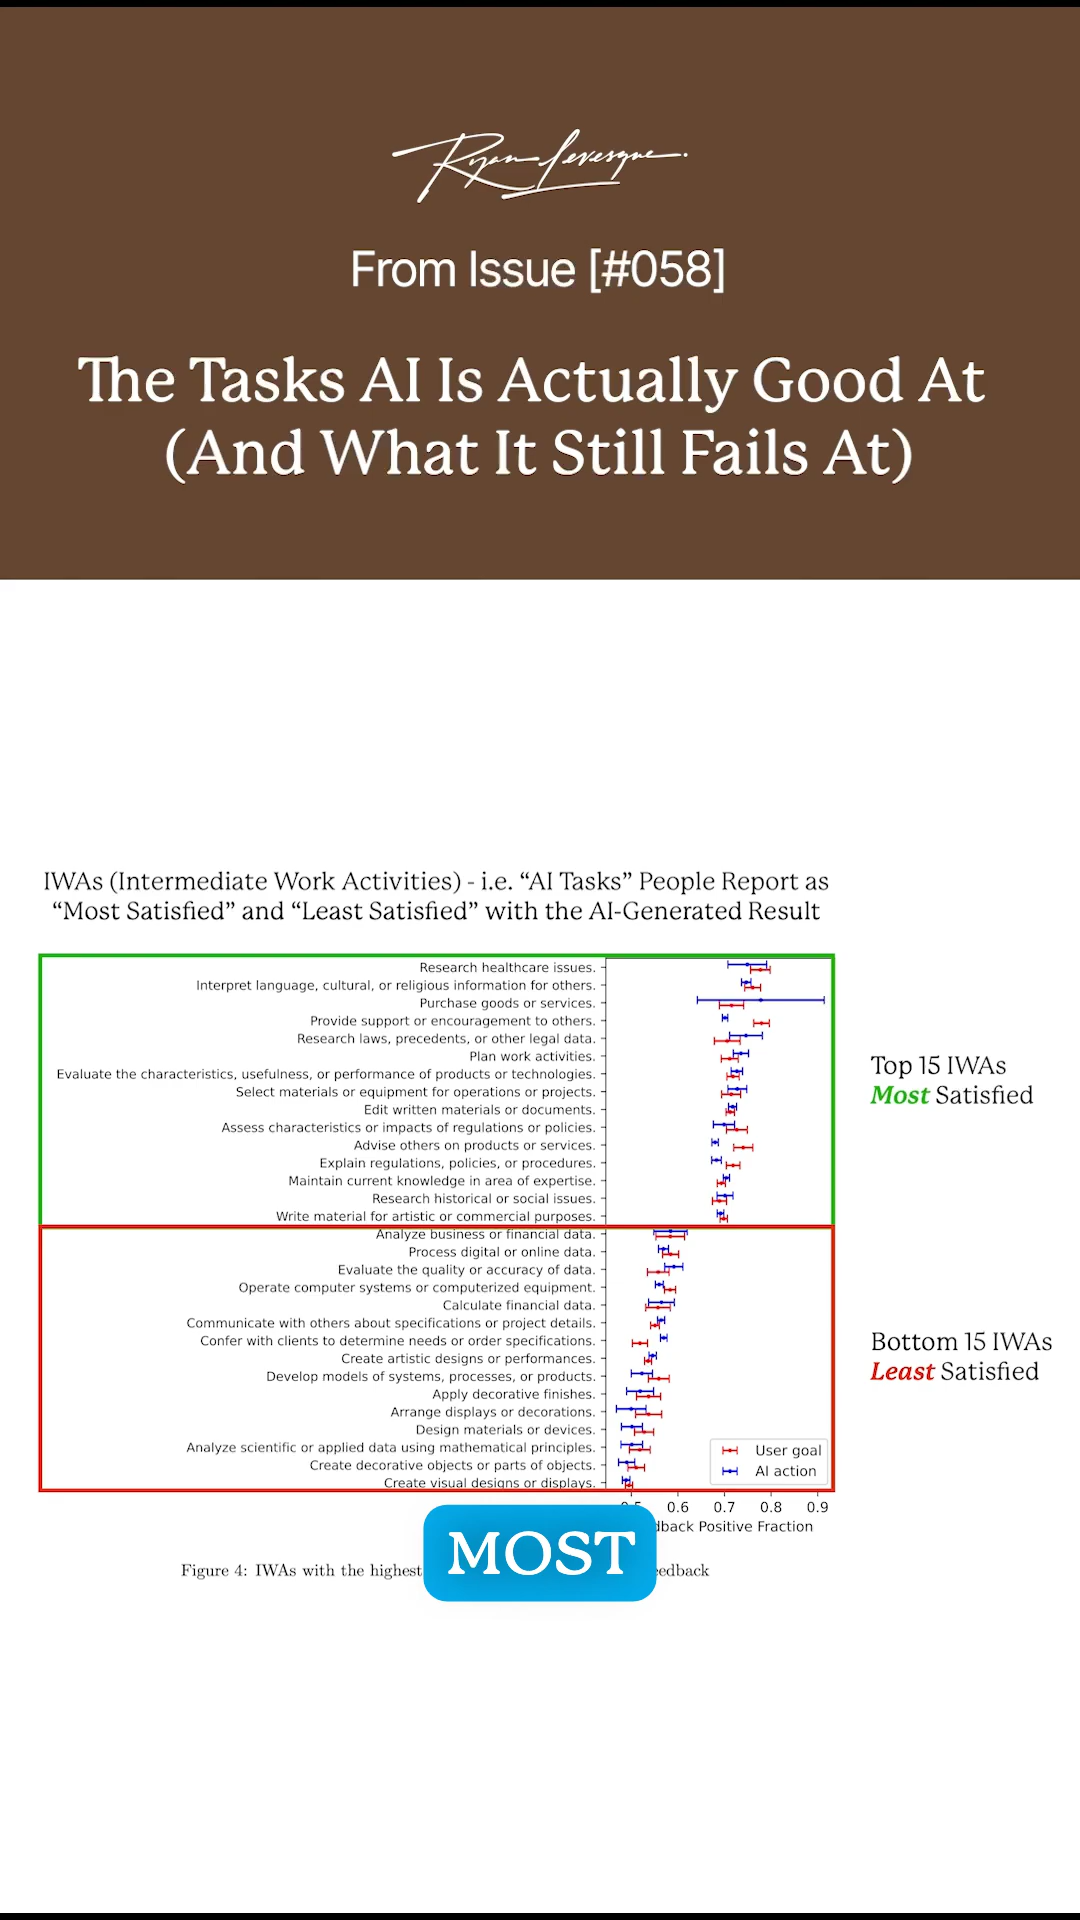 Ryan Levesque.
From Issue [#058]
The Tasks AI Is Actually Good At
(And What It Still Fails At)
IWAs (Intermediate Work Activities) - i.e. “AI Tasks” People Report as
“Most Satisfied” and “Least Satisfied” with the AI-Generated Result
Research healthcare issues.
Interpret language, cultural, or religious information for others.
Purchase goods or services.
Provide support or encouragement to others.
Research laws, precedents, or other legal data.
Plan work activities.
Evaluate the characteristics, usefulness, or performance of products or technologies.
Select materials or equipment for operations or projects.
Edit written materials or documents.
Assess characteristics or impacts of regulations or policies.
Advise others on products or services.
Explain regulations, policies, or procedures.
Maintain current knowledge in area of expertise.
Research historical or social issues.
Write material for artistic or commercial purposes.
Top 15 IWAs
Most Satisfied
Analyze business or financial data.
Process digital or online data.
Evaluate the quality or accuracy of data.
Operate computer systems or computerized equipment.
Calculate financial data.
Communicate with others about specifications or project details.
Confer with clients to determine needs or order specifications.
Create artistic designs or performances.
Develop models of systems, processes, or products.
Apply decorative finishes.
Arrange displays or decorations.
Design materials or devices.
Analyze scientific or applied data using mathematical principles.
Create decorative objects or parts of objects.
Create visual designs or displays.
Bottom 15 IWAs
Least Satisfied
User goal
AI action
0.6 0.7 0.8 0.9
Positive Fraction
Figure 4: IWAs with the highest
MOST